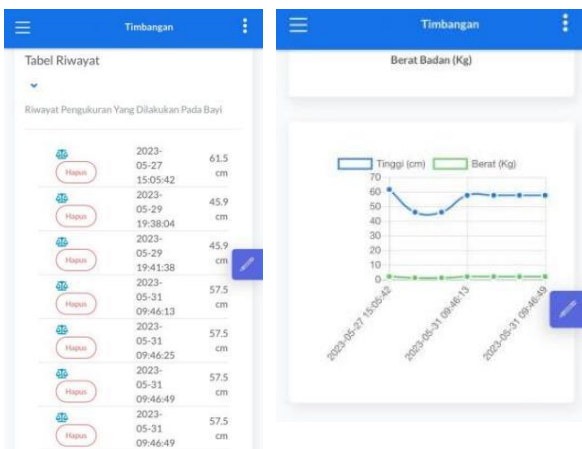 Timbangan
Tabel Riwayat
Riwayat Pengukuran Yang Dilakukan Pada Bayi
Hapus
2023-
05-27
15:05:42
61.5
cm
Hapus
2023-
05-29
19:38:04
45.9
cm
Hapus
2023-
05-29
19:41:38
45.9
cm
Hapus
2023-
05-31
09:46:13
57.5
cm
Hapus
2023-
05-31
09:46:25
57.5
cm
Hapus
2023-
05-31
09:46:49
57.5
cm
Hapus
2023-
05-31
09:46:49
57.5
cm
Timbangan
Berat Badan (Kg)
Tinggi (cm) Berat (Kg)
70
60
50
40
30
20
10
0
2023-05-27 15:05:42
2023-05-31 09:46:13
2023-05-31 09:46:49